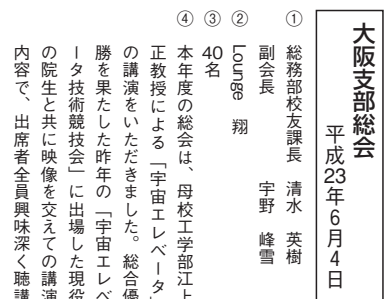 大阪支部総会
平成23年6月4日
① 総務部校友課長 清水 英樹
副会長 宇野 峰雪
② Lounge 翔
③ 40名
④ 本年度の総会は、母校工学部江上
正教授による「宇宙エレベータ」
の講演をいただきました。総合優
勝を果たした昨年の「宇宙エレベ
ータ技術競技会」に出場した現役
の院生と共に映像を交えての講演
内容で、出席者全員興味深く聴講